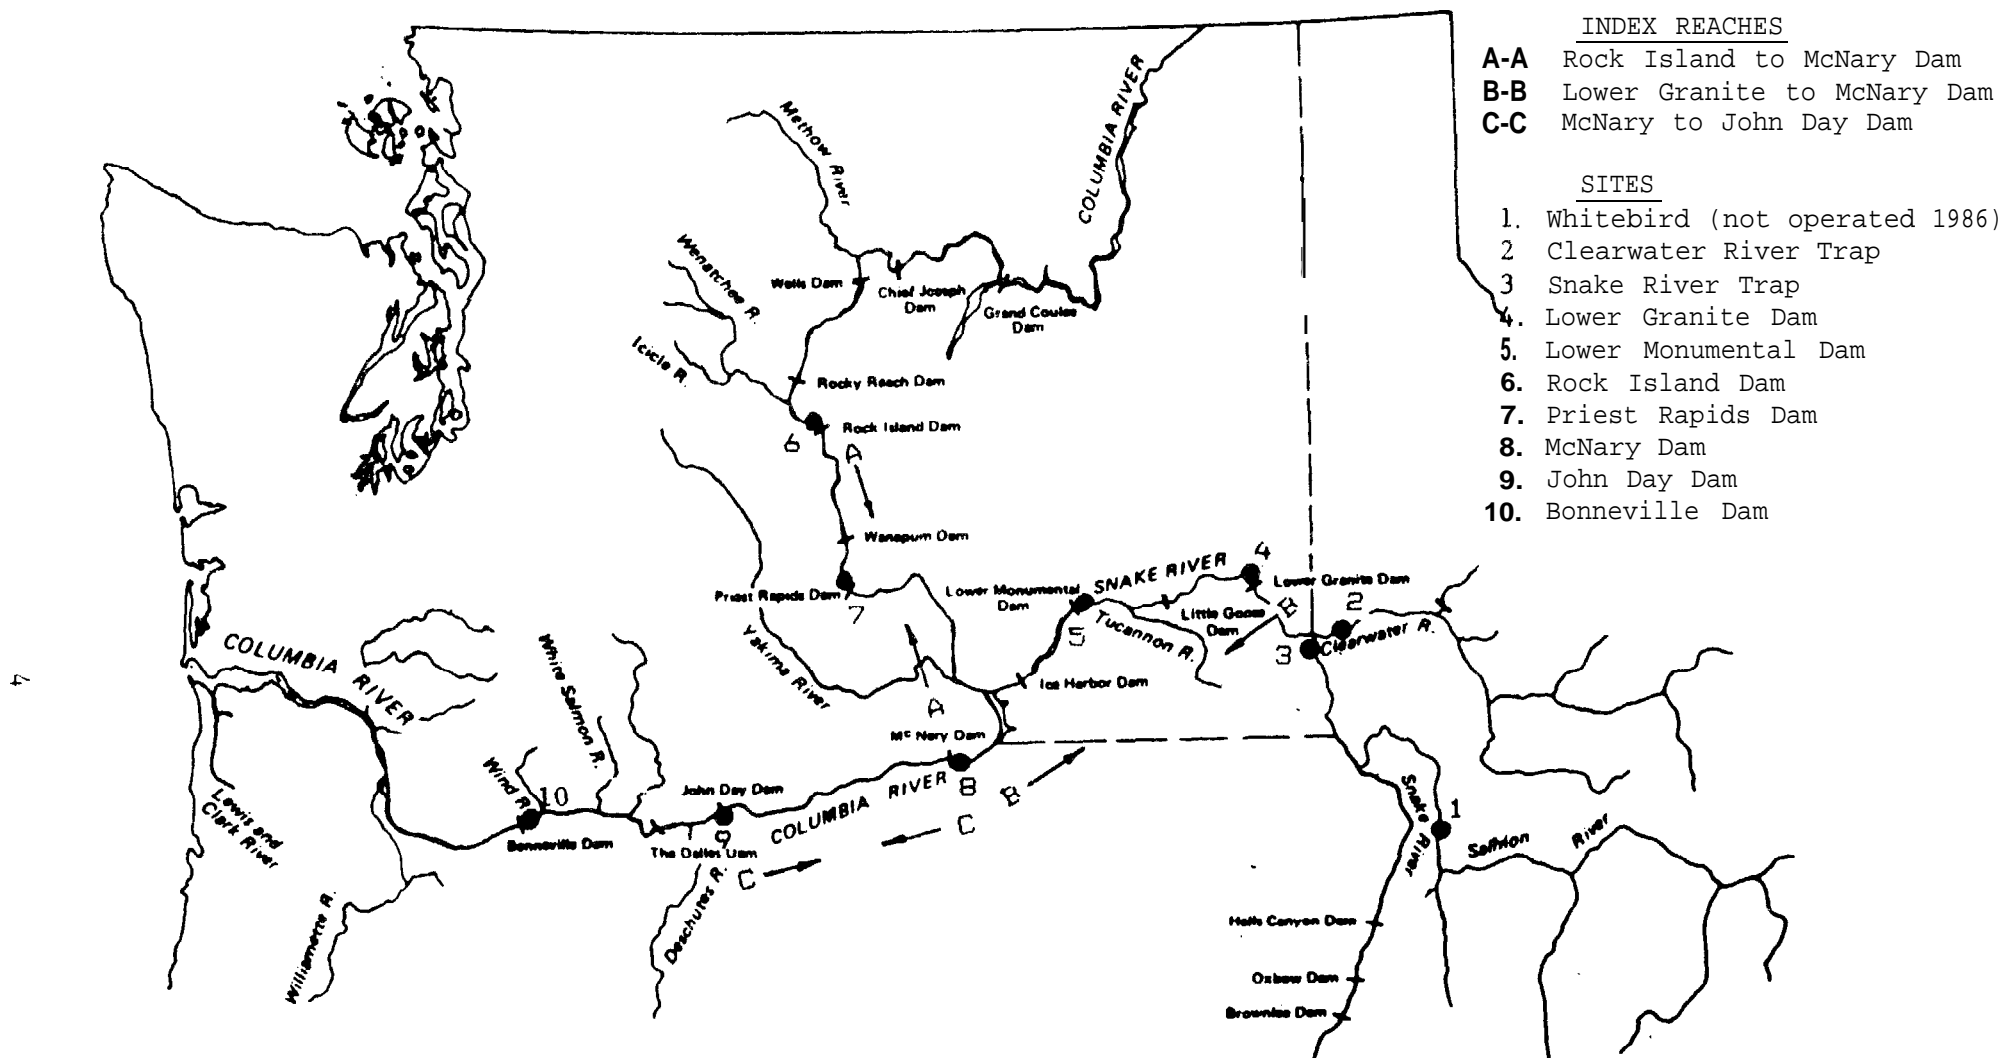 INDEX REACHES
A-A Rock Island to McNary Dam
B-B Lower Granite to McNary Dam
C-C McNary to John Day Dam
SITES
1. Whitebird (not operated 1986)
2 Clearwater River Trap
3 Snake River Trap
4. Lower Granite Dam
5. Lower Monumental Dam
6. Rock Island Dam
7. Priest Rapids Dam
8. McNary Dam
9. John Day Dam
10. Bonneville Dam
COLUMBIA RIVER
Methow River
Wenatchee R.
Icicle R.
Wells Dam
Chief Joseph
Dam
Grand Coulee
Dam
Rocky Reach Dam
6
Rock Island Dam
A
Wanapum Dam
Priest Rapids Dam
7
Lower Monumental
Dam
SNAKE RIVER
4
Lower Granite Dam
5
Tucannon R.
Little Goose
Dam
B
2
3
Clearwater R.
Yakima River
Ice Harbor Dam
A
COLUMBIA RIVER
White Salmon R.
Wind R.
10
Bonneville Dam
Mc Nary Dam
8
B
John Day Dam
9
The Dalles Dam
COLUMBIA RIVER
C
C
Deschutes R.
Lewis and
Clark River
Williamette R.
Snake River
1
Salmon River
Hells Canyon Dam
Oxbow Dam
Brownlee Dam
4